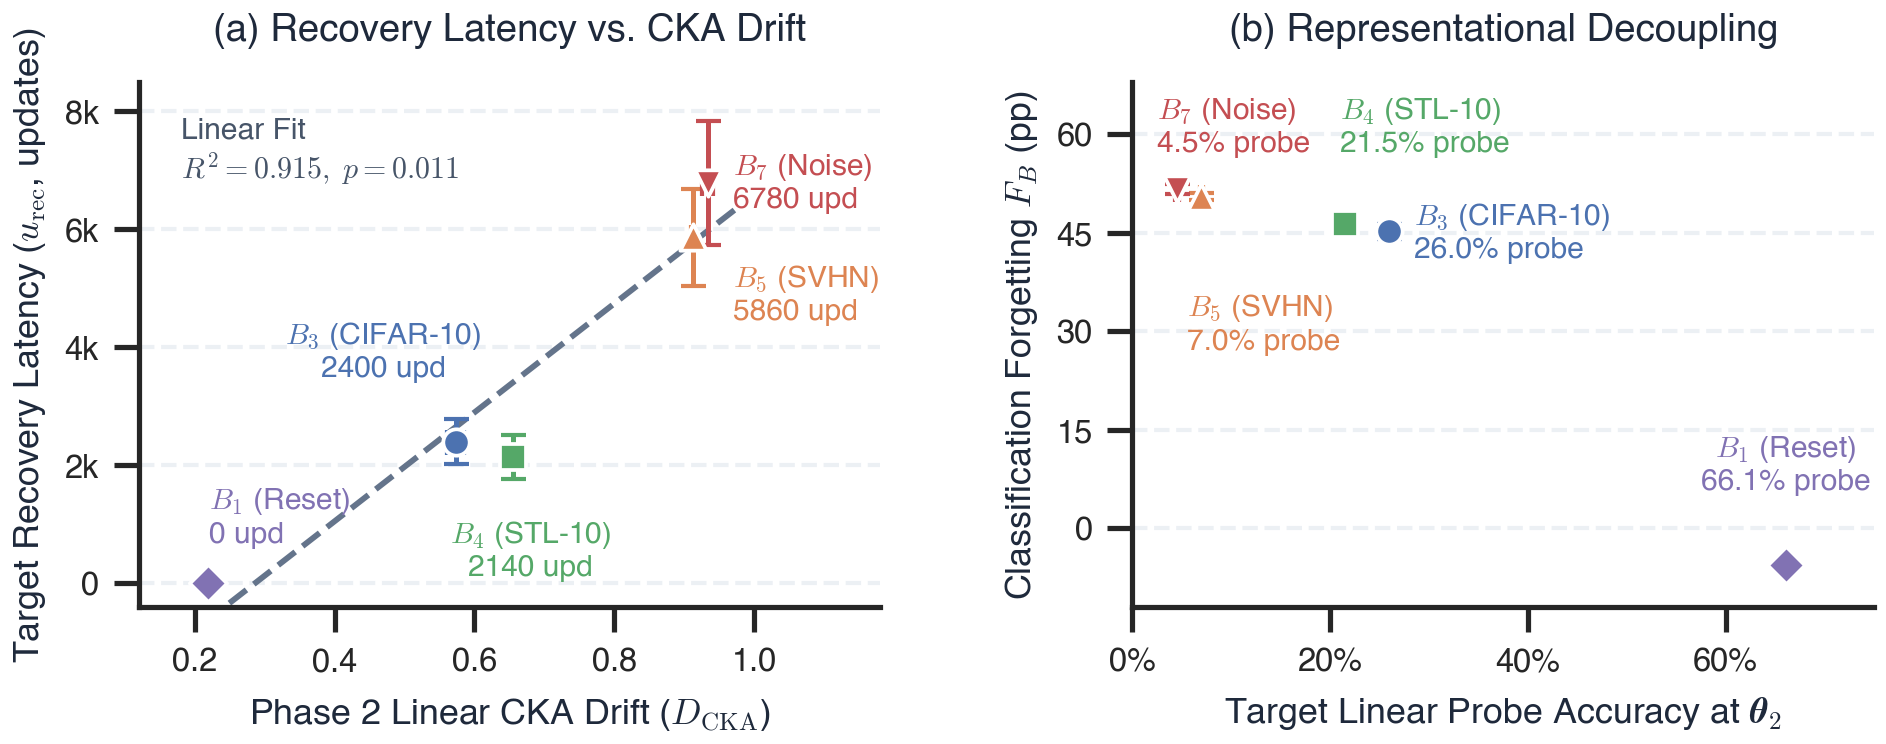 (a) Recovery Latency vs. CKA Drift
Target Recovery Latency (u_rec, updates)
8k
6k
4k
2k
0
Linear Fit
R² = 0.915, p = 0.011
B₇ (Noise)
6780 upd
B₅ (SVHN)
5860 upd
B₃ (CIFAR-10)
2400 upd
B₁ (Reset)
0 upd
B₄ (STL-10)
2140 upd
0.2
0.4
0.6
0.8
1.0
Phase 2 Linear CKA Drift (D_CKA)
(b) Representational Decoupling
Classification Forgetting F_B (pp)
60
45
30
15
0
B₇ (Noise)
4.5% probe
B₄ (STL-10)
21.5% probe
B₃ (CIFAR-10)
26.0% probe
B₅ (SVHN)
7.0% probe
B₁ (Reset)
66.1% probe
0%
20%
40%
60%
Target Linear Probe Accuracy at θ₂